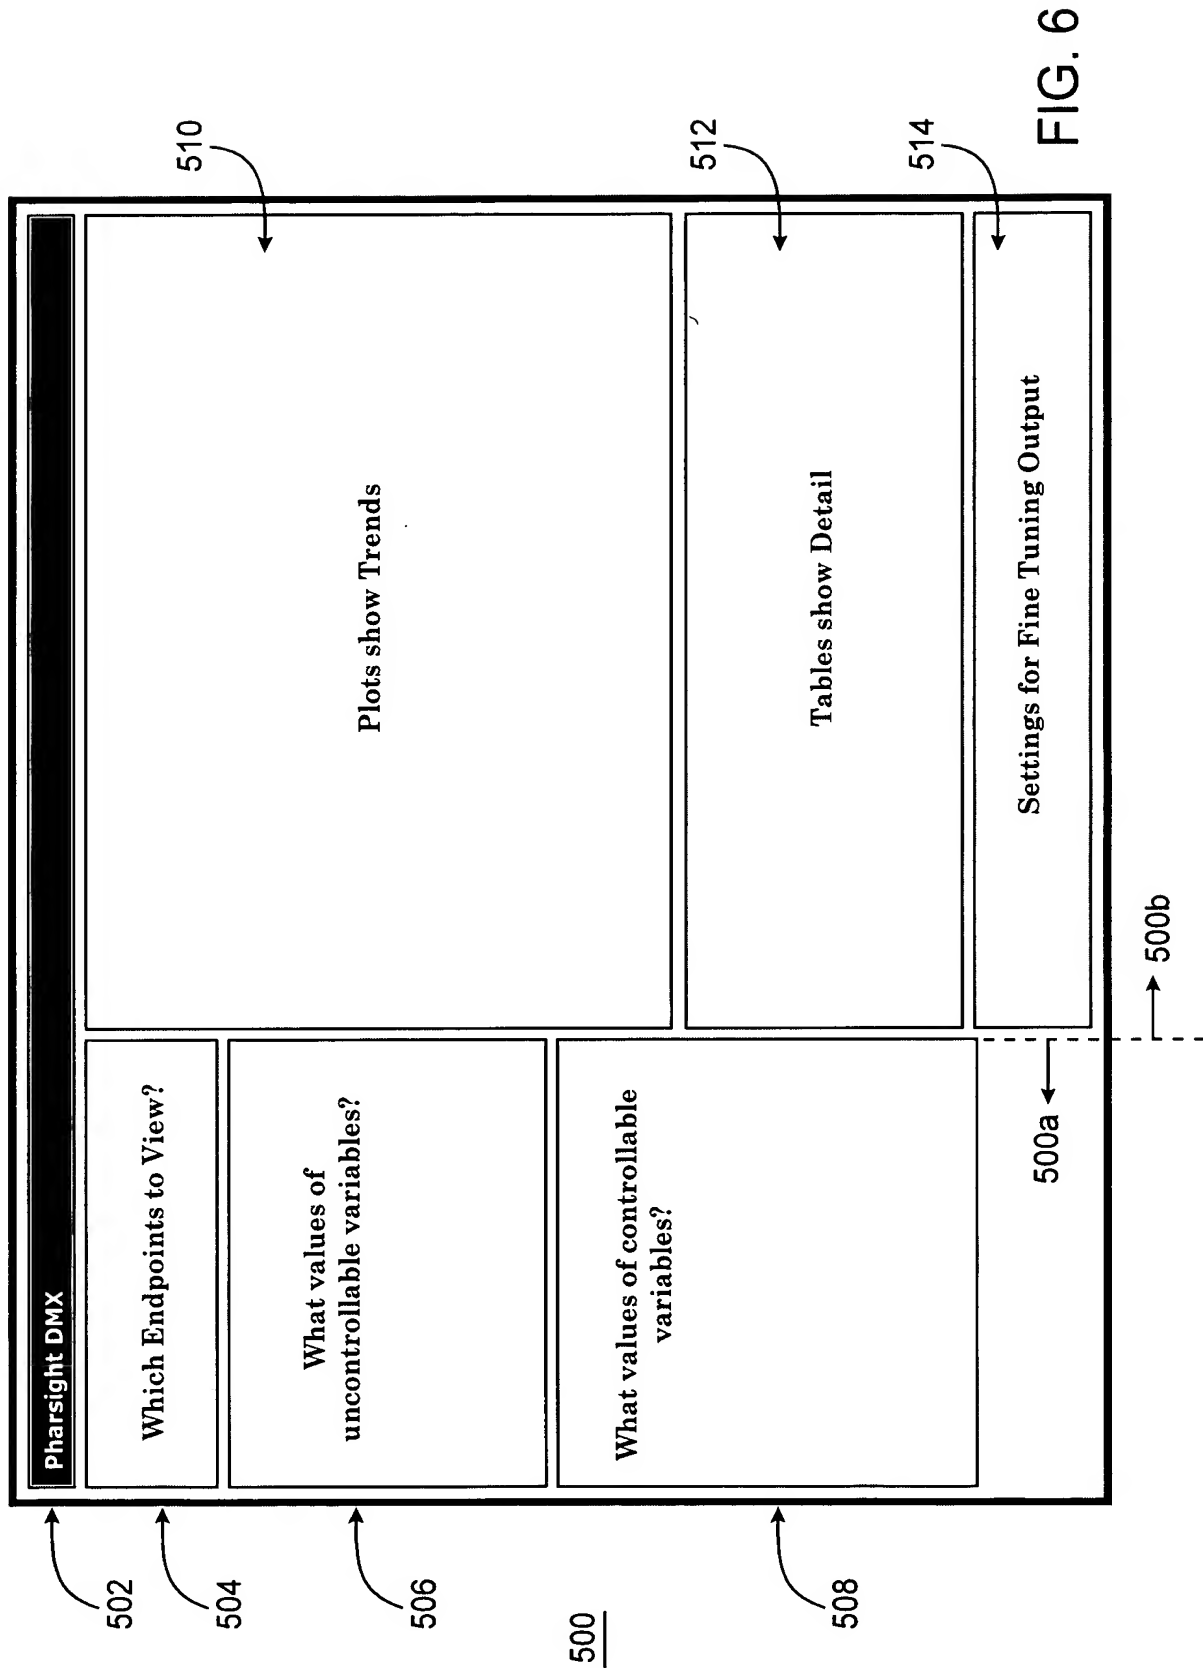 500
502
Pharsight DMX
504
Which Endpoints to View?
506
What values of
uncontrollable variables?
508
What values of controllable
variables?
510
Plots show Trends
512
Tables show Detail
514
Settings for Fine Tuning Output
500a
500b
FIG. 6